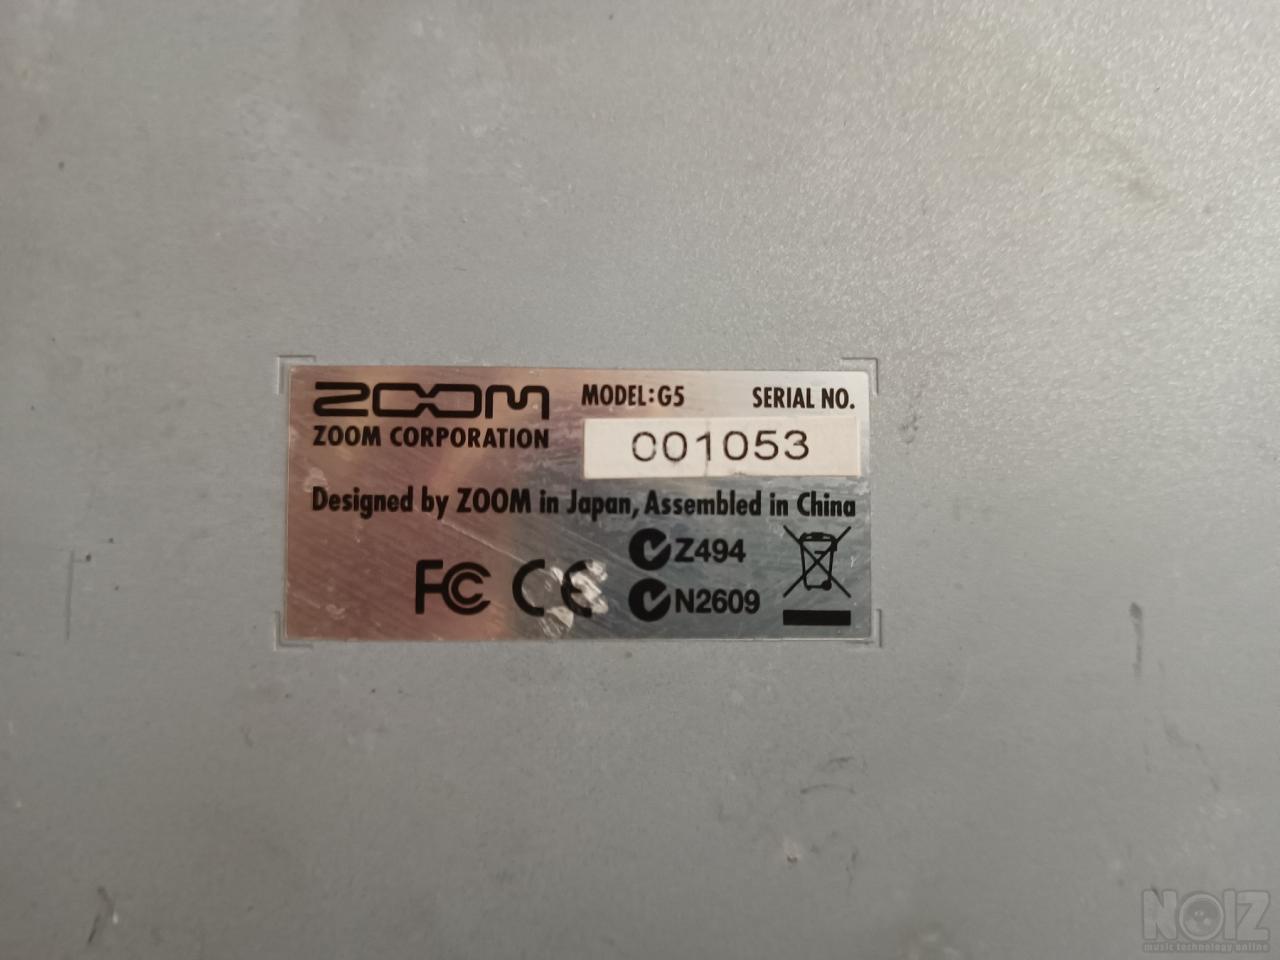 ZOOM
ZOOM CORPORATION
MODEL:G5 SERIAL NO.
001053
Designed by ZOOM in Japan, Assembled in China
FC CE
Z494
N2609
NOIZ
music technology online